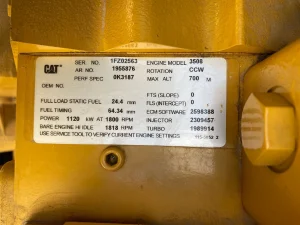 CAT
SER NO. 1FZ02563 ENGINE MODEL 3508
AR NO. 1955876 ROTATION CCW
PERF SPEC 0K3187 MAX ALT 700 M
OEM NO.
FULL LOAD STATIC FUEL 24.4 mm FTS (SLOPE) 0
FUEL TIMING 64.34 mm FLS (INTERCEPT) 0
POWER 1120 kW AT 1800 RPM ECM SOFTWARE 2598388
BARE ENGINE HI IDLE 1818 RPM INJECTOR 2309457
USE SERVICE TOOL TO VERIFY CURRENT ENGINE SETTINGS TURBO 1989914